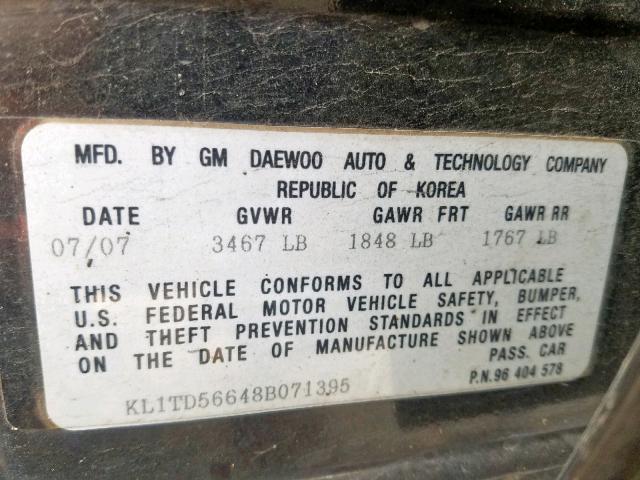 MFD. BY GM DAEWOO AUTO & TECHNOLOGY COMPANY
REPUBLIC OF KOREA
DATE GVWR GAWR FRT GAWR RR
07/07 3467 LB 1848 LB 1767 LB
THIS VEHICLE CONFORMS TO ALL APPLICABLE
U.S. FEDERAL MOTOR VEHICLE SAFETY, BUMPER,
AND THEFT PREVENTION STANDARDS IN EFFECT
ON THE DATE OF MANUFACTURE SHOWN ABOVE
PASS. CAR
P.N.96 404 578
KL1TD56648B071395